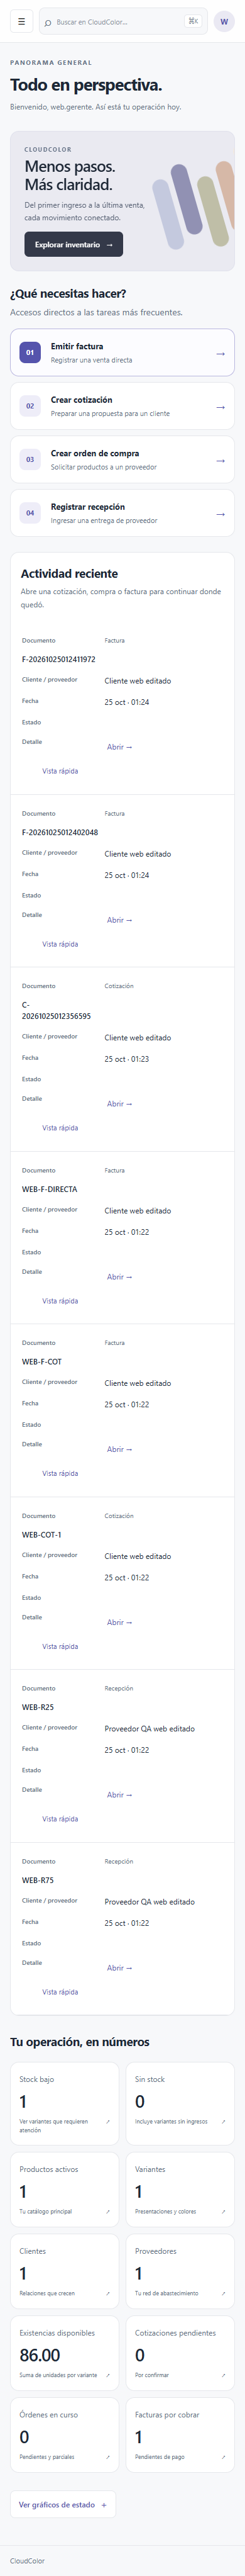 ☰
Buscar en CloudColor...
⌘K
W
PANORAMA GENERAL
Todo en perspectiva.
Bienvenido, web.gerente. Así está tu operación hoy.
CLOUDCOLOR
Menos pasos.
Más claridad.
Del primer ingreso a la última venta,
cada movimiento conectado.
Explorar inventario →
¿Qué necesitas hacer?
Accesos directos a las tareas más frecuentes.
01
Emitir factura
Registrar una venta directa
→
02
Crear cotización
Preparar una propuesta para un cliente
→
03
Crear orden de compra
Solicitar productos a un proveedor
→
04
Registrar recepción
Ingresar una entrega de proveedor
→
Actividad reciente
Abre una cotización, compra o factura para continuar donde
quedó.
Documento Factura
F-20261025012411972
Cliente / proveedor Cliente web editado
Fecha 25 oct · 01:24
Estado
Detalle Abrir →
Vista rápida
Documento Factura
F-20261025012402048
Cliente / proveedor Cliente web editado
Fecha 25 oct · 01:24
Estado
Detalle Abrir →
Vista rápida
Documento Cotización
C-
20261025012356595
Cliente / proveedor Cliente web editado
Fecha 25 oct · 01:23
Estado
Detalle Abrir →
Vista rápida
Documento Factura
WEB-F-DIRECTA
Cliente / proveedor Cliente web editado
Fecha 25 oct · 01:22
Estado
Detalle Abrir →
Vista rápida
Documento Factura
WEB-F-COT
Cliente / proveedor Cliente web editado
Fecha 25 oct · 01:22
Estado
Detalle Abrir →
Vista rápida
Documento Cotización
WEB-COT-1
Cliente / proveedor Cliente web editado
Fecha 25 oct · 01:22
Estado
Detalle Abrir →
Vista rápida
Documento Recepción
WEB-R25
Cliente / proveedor Proveedor QA web editado
Fecha 25 oct · 01:22
Estado
Detalle Abrir →
Vista rápida
Documento Recepción
WEB-R75
Cliente / proveedor Proveedor QA web editado
Fecha 25 oct · 01:22
Estado
Detalle Abrir →
Vista rápida
Tu operación, en números
Stock bajo
1
Ver variantes que requieren
atención
↗
Sin stock
0
Incluye variantes sin ingresos ↗
Productos activos
1
Tu catálogo principal ↗
Variantes
1
Presentaciones y colores ↗
Clientes
1
Relaciones que crecen ↗
Proveedores
1
Tu red de abastecimiento ↗
Existencias disponibles
86.00
Suma de unidades por variante ↗
Cotizaciones pendientes
0
Por confirmar ↗
Órdenes en curso
0
Pendientes y parciales ↗
Facturas por cobrar
1
Pendientes de pago ↗
Ver gráficos de estado +
CloudColor